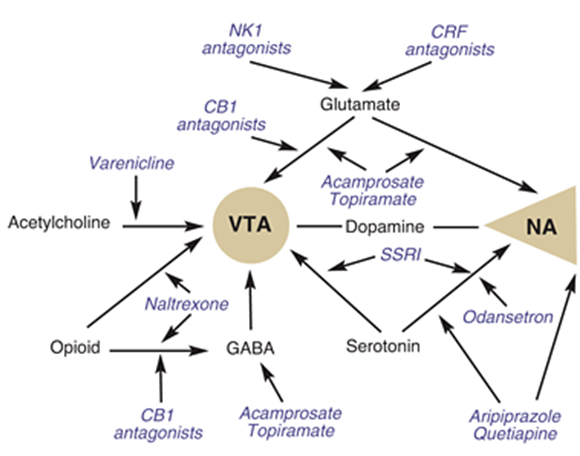 NK1
antagonists
CRF
antagonists
Glutamate
CB1
antagonists
Varenicline
Acamprosate
Topiramate
Acetylcholine
VTA
Dopamine
NA
SSRI
Naltrexone
Odansetron
Opioid
GABA
Serotonin
CB1
antagonists
Acamprosate
Topiramate
Aripiprazole
Quetiapine